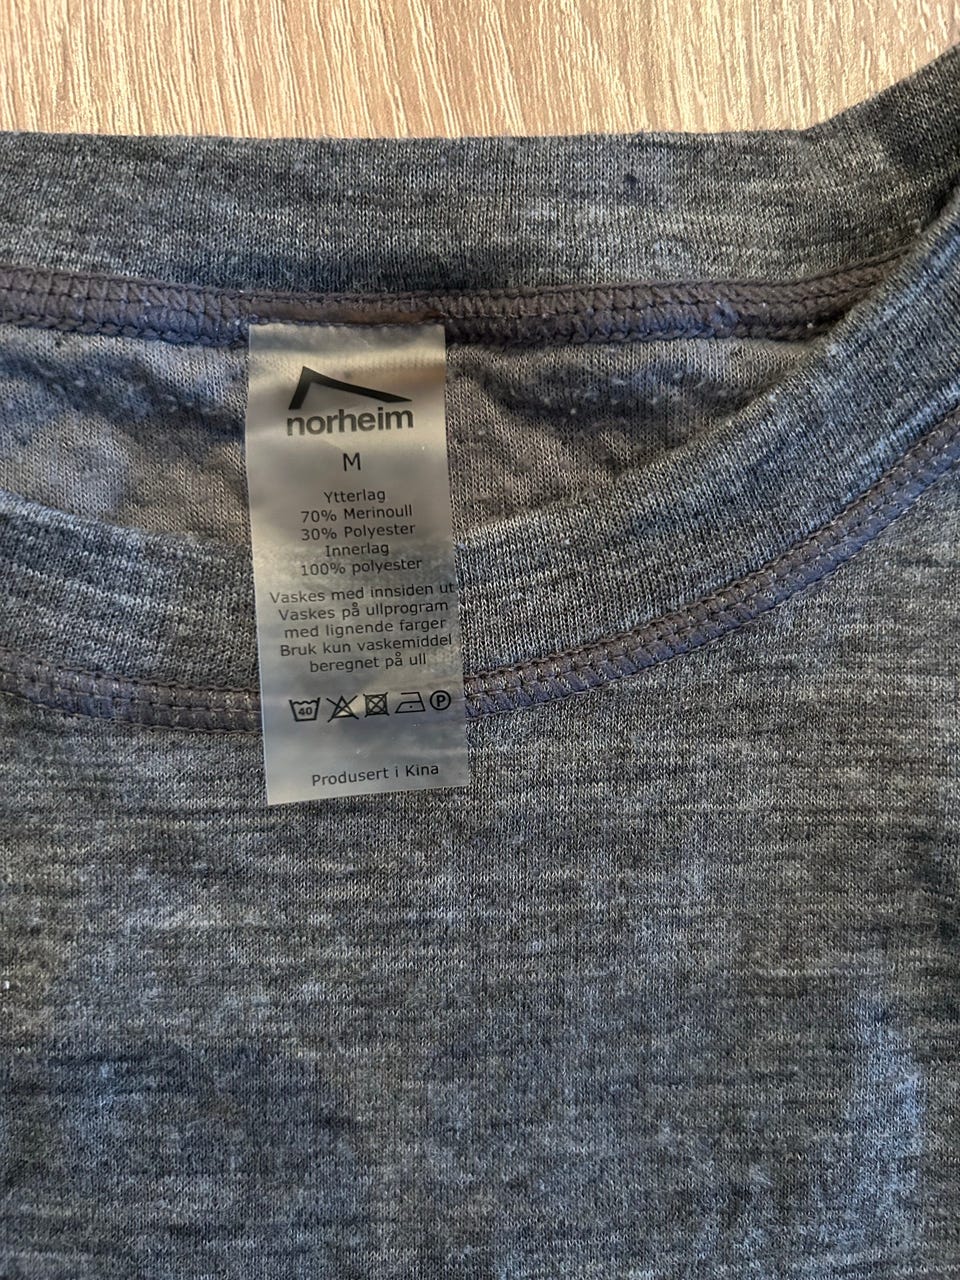 norheim
M
Ytterlag
70% Merinoull
30% Polyester
Innerlag
100% polyester
Vaskes med innsiden ut
Vaskes på ullprogram
med lignende farger
Bruk kun vaskemiddel
beregnet på ull
40 P
Produsert i Kina